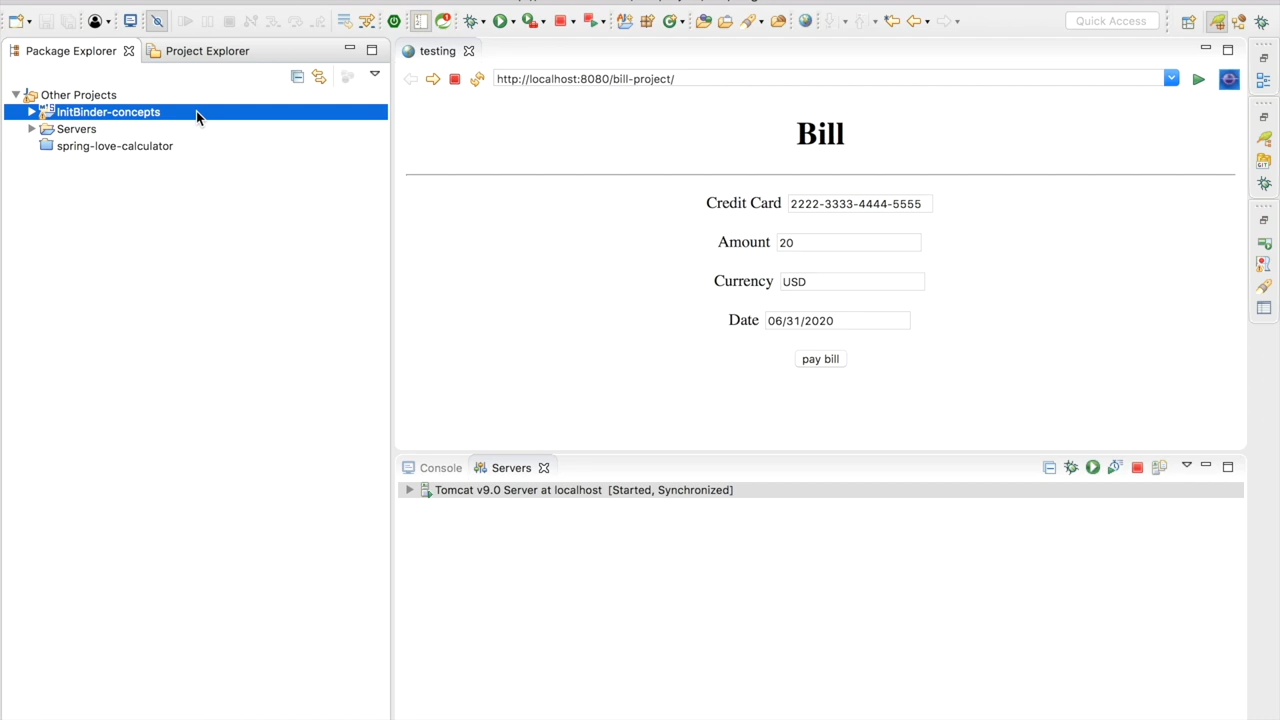 Quick Access
Package Explorer
Project Explorer
testing
Other Projects
InitBinder-concepts
Servers
spring-love-calculator
http://localhost:8080/bill-project/
Bill
Credit Card 2222-3333-4444-5555
Amount 20
Currency USD
Date 06/31/2020
pay bill
Console
Servers
Tomcat v9.0 Server at localhost [Started, Synchronized]